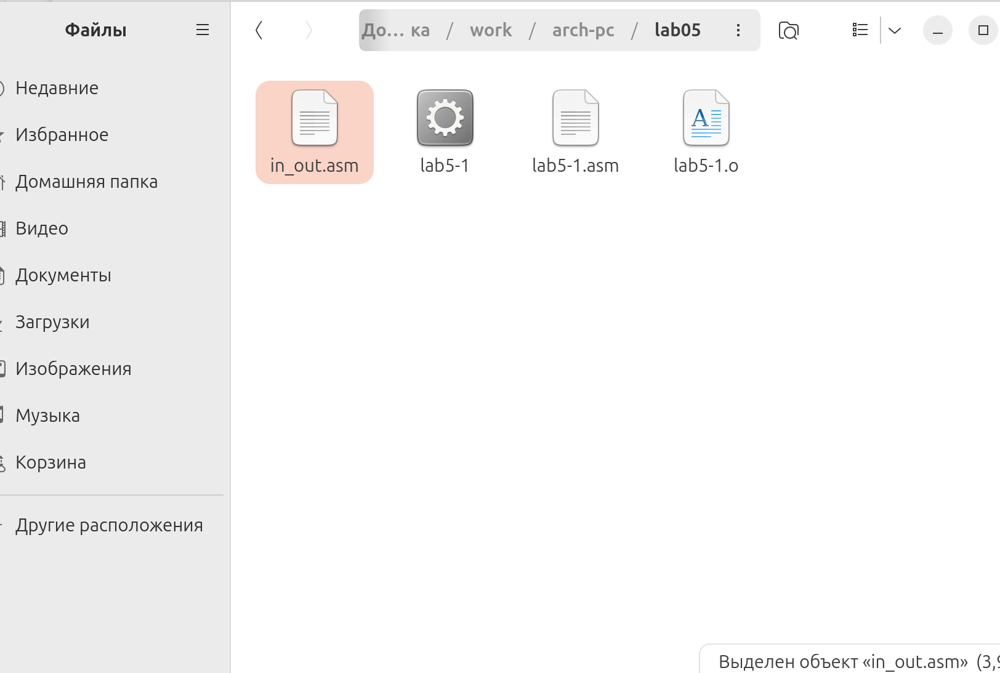 Файлы
До… ка / work / arch-pc / lab05
Недавние
Избранное
Домашняя папка
Видео
Документы
Загрузки
Изображения
Музыка
Корзина
Другие расположения
in_out.asm
lab5-1
lab5-1.asm
lab5-1.o
Выделен объект «in_out.asm» (3,9